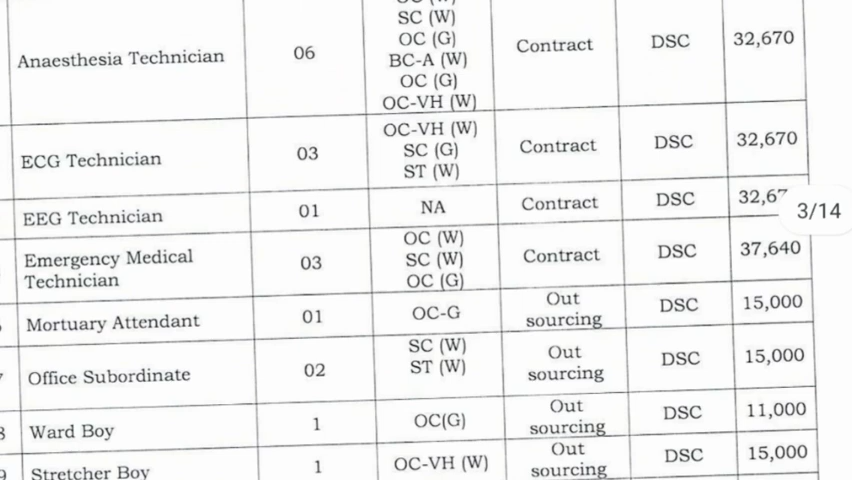 SC (W)
OC (G)
Anaesthesia Technician 06 BC-A (W) Contract DSC 32,670
OC (G)
OC-VH (W)
OC-VH (W)
ECG Technician 03 SC (G) Contract DSC 32,670
ST (W)
EEG Technician 01 NA Contract DSC
3/14
OC (W)
Emergency Medical Technician 03 SC (W) Contract DSC 37,640
OC (G)
Mortuary Attendant 01 OC-G Out sourcing DSC 15,000
SC (W)
Office Subordinate 02 ST (W) Out sourcing DSC 15,000
Ward Boy 1 OC(G) Out sourcing DSC 11,000
9 Stretcher Boy 1 OC-VH (W) Out sourcing DSC 15,000